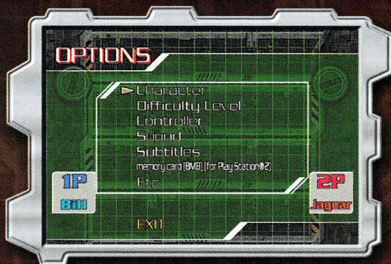 OPTIONS
Character
Difficulty Level
Controller
Sound
Subtitles
memory card (8MB) (for PlayStation®2)
Etc
1P
Bill
2P
Jaguar
EXIT